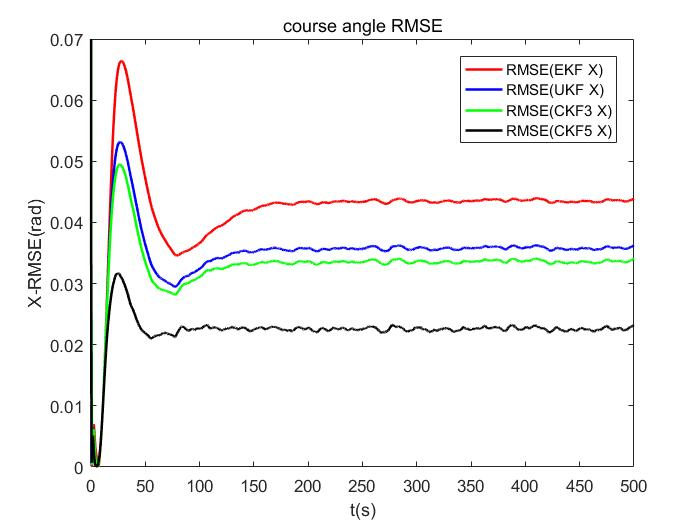 course angle RMSE
X-RMSE(rad)
0.07
0.06
0.05
0.04
0.03
0.02
0.01
0
RMSE(EKF X)
RMSE(UKF X)
RMSE(CKF3 X)
RMSE(CKF5 X)
0 50 100 150 200 250 300 350 400 450 500
t(s)